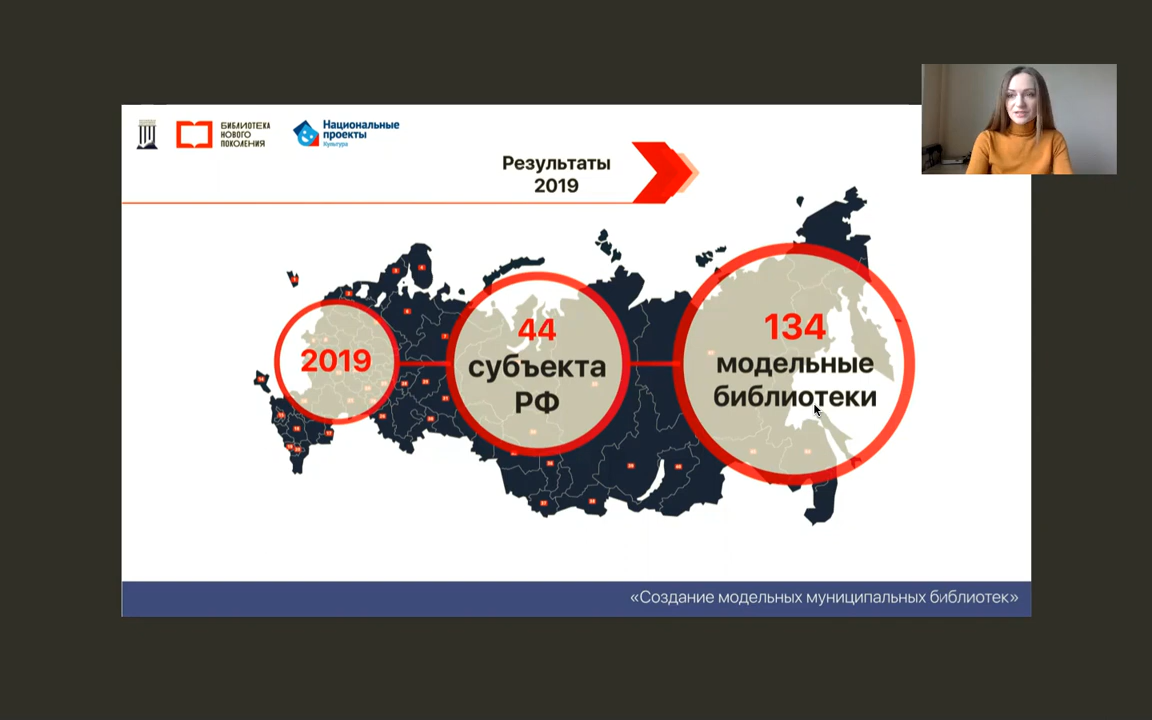 БИБЛИОТЕКА
НОВОГО
ПОКОЛЕНИЯ
Национальные
проекты
Культура
Результаты
2019
2019
44
субъекта
РФ
134
модельные
библиотеки
«Создание модельных муниципальных библиотек»